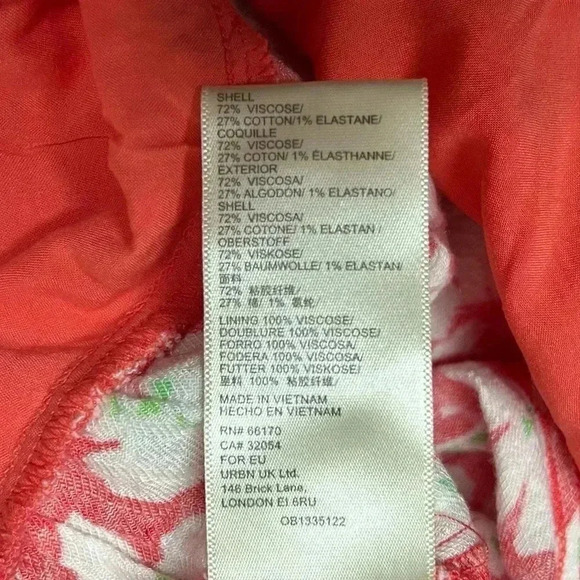 SHELL
72% VISCOSE/
27% COTTON/1% ELASTANE/
COQUILLE
72% VISCOSE/
27% COTON/ 1% ÉLASTHANNE/
EXTERIOR
72% VISCOSA/
27% ALGODÓN/ 1% ELASTANO/
SHELL
72% VISCOSA/
27% COTONE/ 1% ELASTAN /
OBERSTOFF
72% VISKOSE/
27% BAUMWOLLE/ 1% ELASTAN/
面料
72% 粘胶纤维/
27% 棉/ 1% 氨纶
LINING 100% VISCOSE/
DOUBLURE 100% VISCOSE/
FORRO 100% VISCOSA/
FODERA 100% VISCOSA/
FUTTER 100% VISKOSE/
里料 100% 粘胶纤维/
MADE IN VIETNAM
HECHO EN VIETNAM
RN# 66170
CA# 32054
FOR EU
URBN UK Ltd.
146 Brick Lane,
LONDON EI 6RU
OB1335122